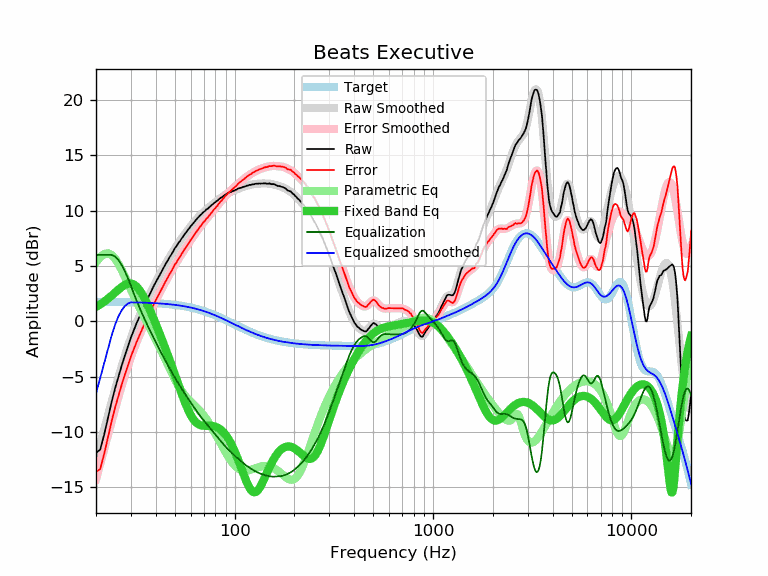 Beats Executive
Amplitude (dBr)
20
15
10
5
0
−5
−10
−15
Target
Raw Smoothed
Error Smoothed
Raw
Error
Parametric Eq
Fixed Band Eq
Equalization
Equalized smoothed
100
1000
10000
Frequency (Hz)